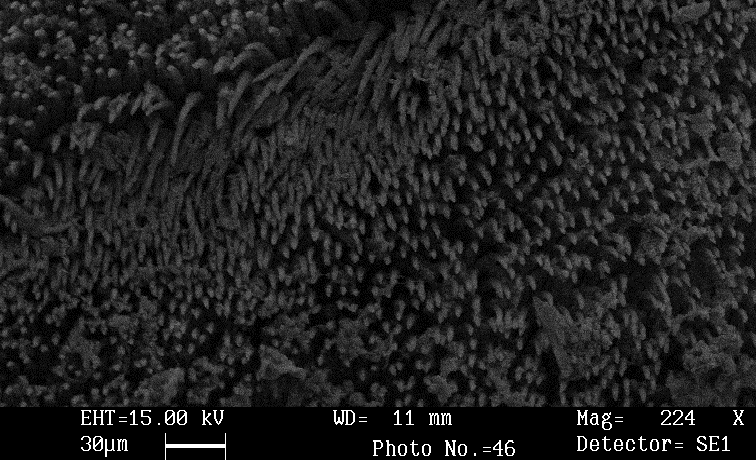 EHT=15.00 kV WD= 11 mm Mag= 224 X
30µm Photo No.=46 Detector= SE1